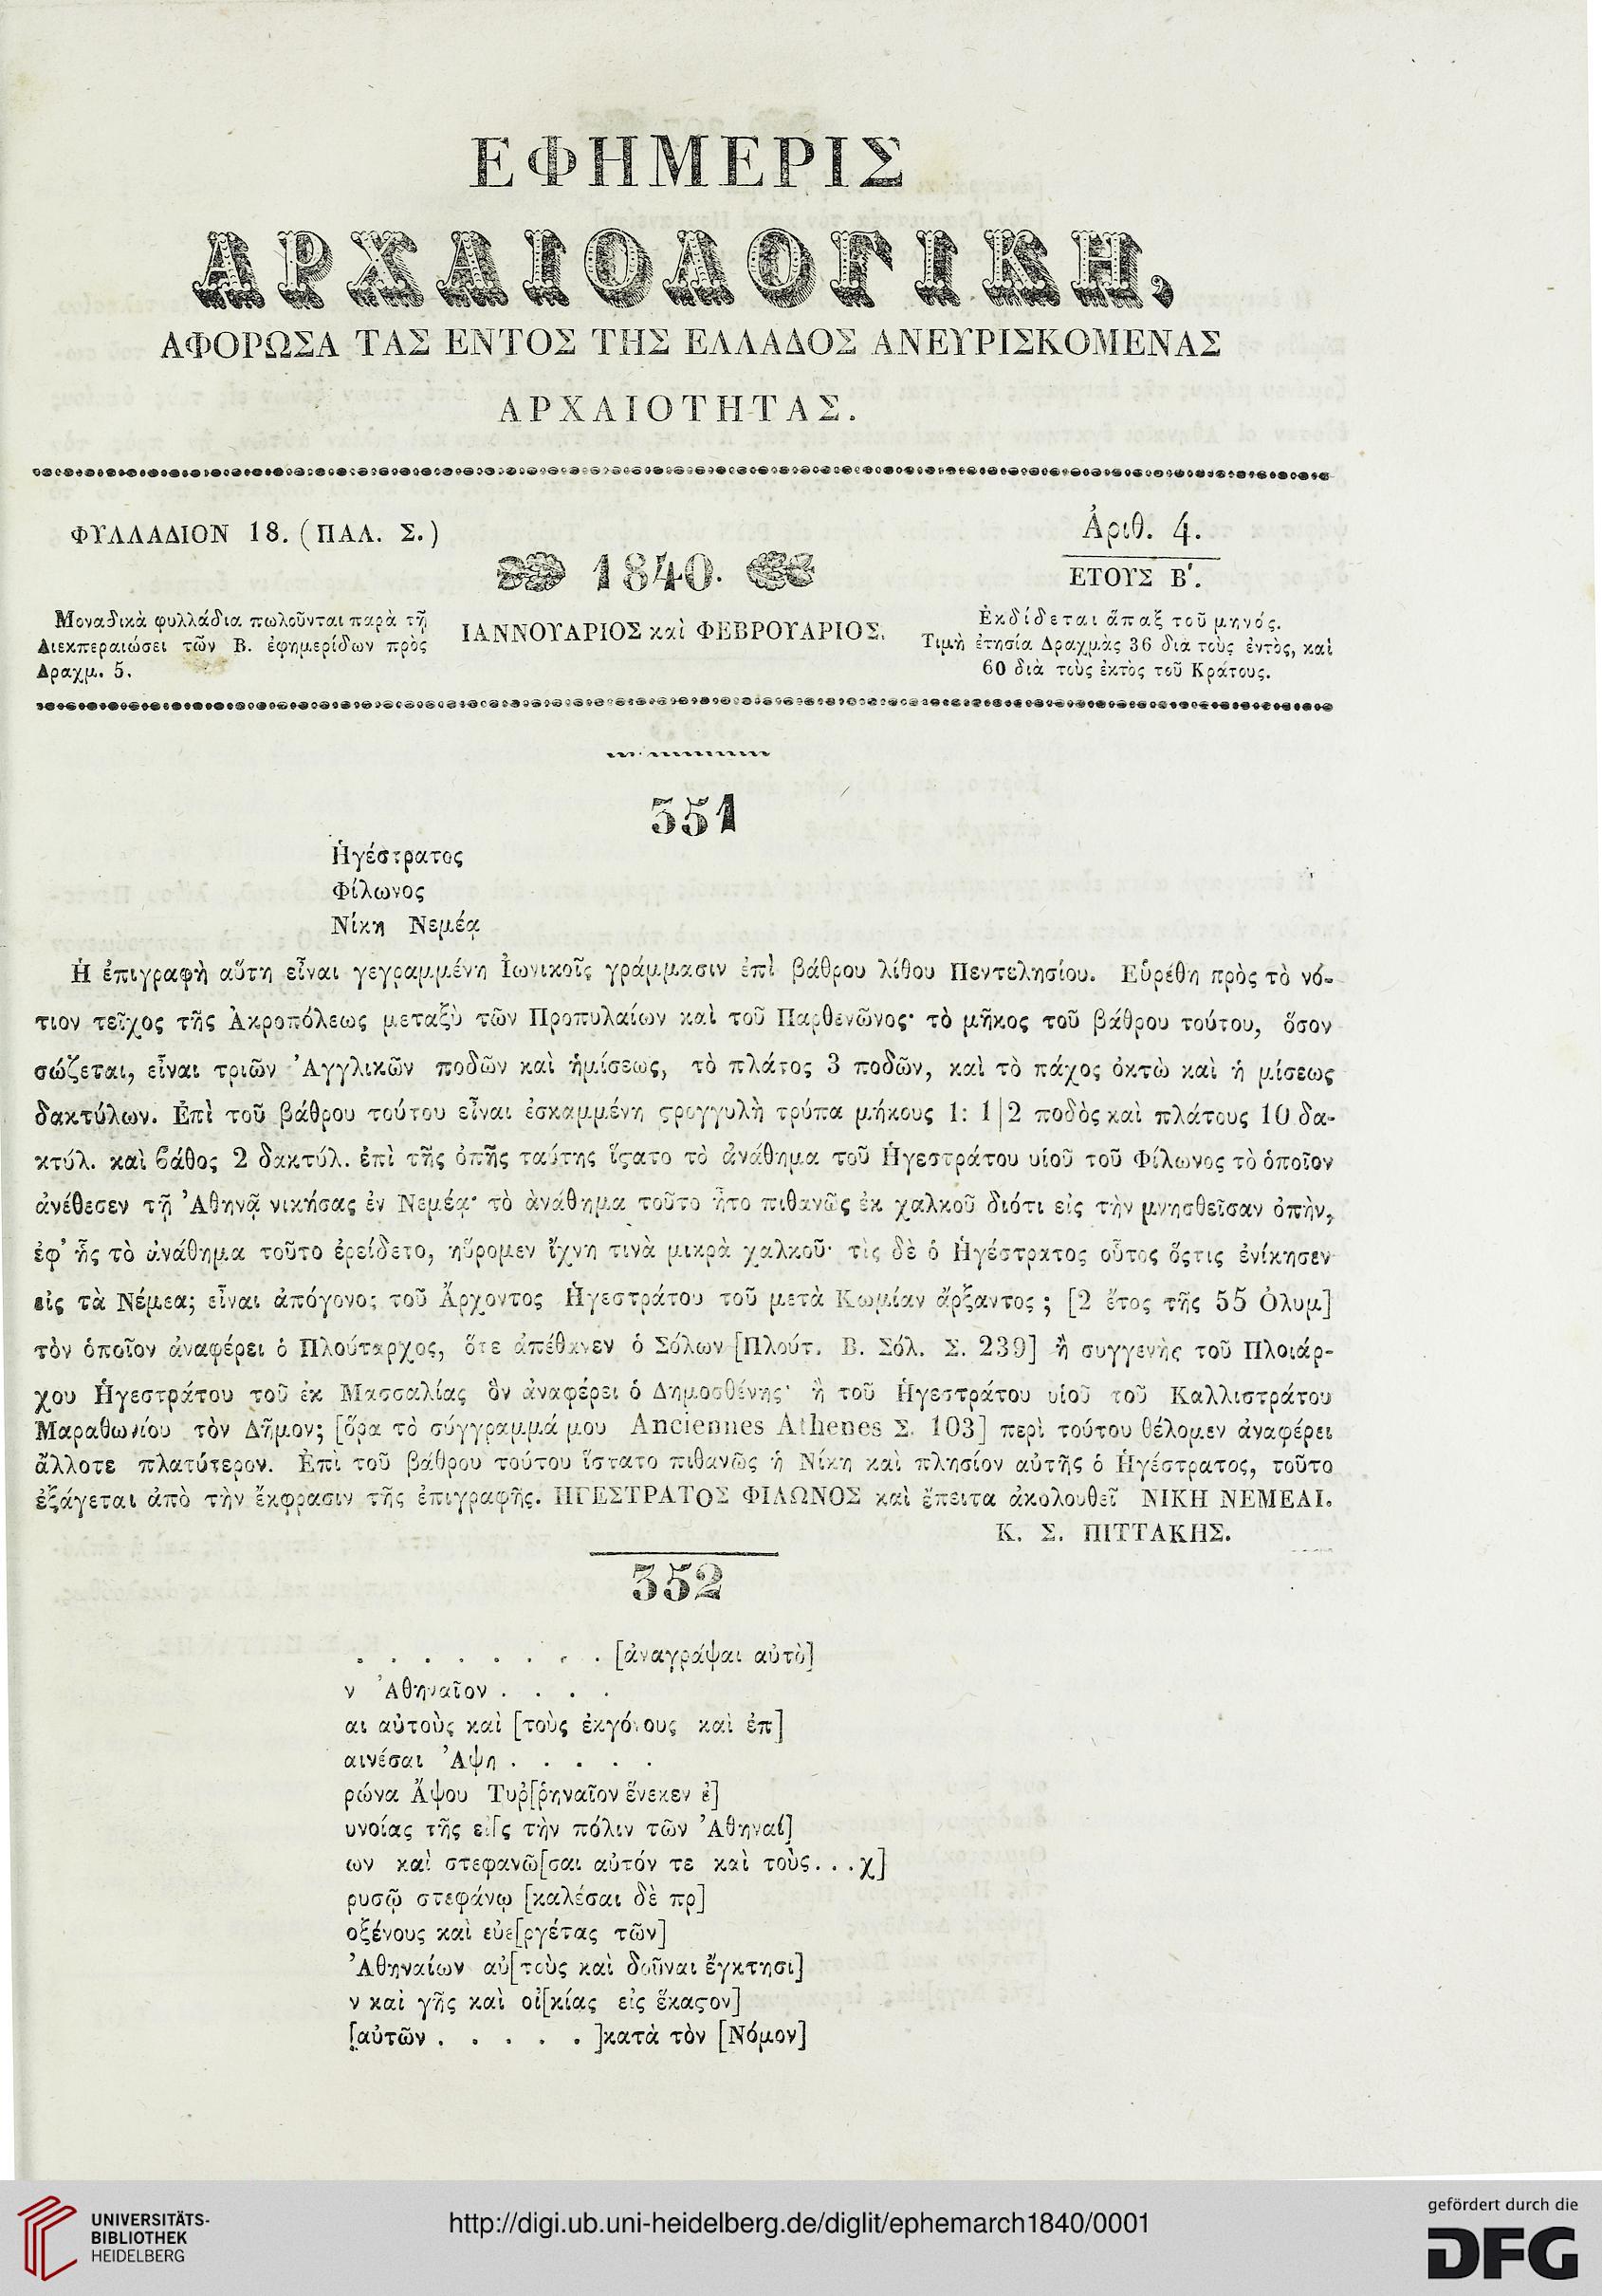 ΕΦΗΜΕΡΙΣ
ΑΡΧΑΙΟΛΟΓΙΚΗ,
ΑΦΟΡΩΣΑ ΤΑΣ ΕΝΤΟΣ ΤΗΣ ΕΛΛΑΔΟΣ ΑΝΕΥΡΙΣΚΟΜΕΝΑΣ
ΑΡΧΑΙΟΤΗΤΑΣ.
ΦΥΛΛΑΔΙΟΝ 18. (ΠΑΛ. Σ.)
Μοναδικὰ φυλλάδια πωλοῦνται παρὰ τῇ
Διεκπεραιώσει τῶν Β. ἐφημερίδων πρὸς
Δραχμ. 5.
1840.
ΙΑΝΝΟΥΑΡΙΟΣ καὶ ΦΕΒΡΟΥΑΡΙΟΣ.
Ἀριθ. 4.
ΕΤΟΥΣ Β΄.
Ἐκδίδεται ἅπαξ τοῦ μηνός.
Τιμὴ ἐτησία Δραχμὰς 36 διὰ τοὺς ἐντὸς, καὶ
60 διὰ τοὺς ἐκτὸς τοῦ Κράτους.
351
Ἡγέστρατος
Φίλωνος
Νίκη Νεμέᾳ
Ἡ ἐπιγραφὴ αὕτη εἶναι γεγραμμένη Ἰωνικοῖς γράμμασιν ἐπὶ βάθρου λίθου Πεντελησίου. Εὑρέθη πρὸς τὸ νό-
τιον τεῖχος τῆς Ἀκροπόλεως μεταξὺ τῶν Προπυλαίων καὶ τοῦ Παρθενῶνος· τὸ μῆκος τοῦ βάθρου τούτου, ὅσον
σώζεται, εἶναι τριῶν Ἀγγλικῶν ποδῶν καὶ ἡμίσεως, τὸ πλάτος 3 ποδῶν, καὶ τὸ πάχος ὀκτὼ καὶ ἡ μίσεως
δακτύλων. Ἐπὶ τοῦ βάθρου τούτου εἶναι ἐσκαμμένη ϛρογγυλὴ τρύπα μήκους 1: 1|2 ποδὸς καὶ πλάτους 10 δα-
κτύλ. καὶ βάθος 2 δακτύλ. ἐπὶ τῆς ὀπῆς ταύτης ἵϛατο τὸ ἀνάθημα τοῦ Ἡγεστράτου υἱοῦ τοῦ Φίλωνος τὸ ὁποῖον
ἀνέθεσεν τῇ Ἀθηνᾷ νικήσας ἐν Νεμέᾳ· τὸ ἀνάθημα τοῦτο ἦτο πιθανῶς ἐκ χαλκοῦ διότι εἰς τὴν μνησθεῖσαν ὀπὴν,
ἐφ' ἧς τὸ ἀνάθημα τοῦτο ἐρείδετο, ηὕρομεν ἴχνη τινὰ μικρὰ χαλκοῦ· τὶς δὲ ὁ Ἡγέστρατος οὗτος ὅϛτις ἐνίκησεν
εἰς τὰ Νέμεα; εἶναι ἀπόγονος τοῦ Ἄρχοντος Ἡγεστράτου τοῦ μετὰ Κωμίαν ἄρξαντος ; [2 ἔτος τῆς 55 Ὀλυμ]
τὸν ὁποῖον ἀναφέρει ὁ Πλούταρχος, ὅτε ἀπέθανεν ὁ Σόλων [Πλούτ. Β. Σόλ. Σ. 239] ἢ συγγενὴς τοῦ Πλοιάρ-
χου Ἡγεστράτου τοῦ ἐκ Μασσαλίας ὃν ἀναφέρει ὁ Δημοσθένης· ἢ τοῦ Ἡγεστράτου υἱοῦ τοῦ Καλλιστράτου
Μαραθωνίου τὸν Δῆμον; [ὅρα τὸ σύγγραμμά μου Anciennes Athenes Σ. 103] περὶ τούτου θέλομεν ἀναφέρει
ἄλλοτε πλατύτερον. Ἐπὶ τοῦ βάθρου τούτου ἵστατο πιθανῶς ἡ Νίκη καὶ πλησίον αὐτῆς ὁ Ἡγέστρατος, τοῦτο
ἐξάγεται ἀπὸ τὴν ἔκφρασιν τῆς ἐπιγραφῆς. ΗΓΕΣΤΡΑΤΟΣ ΦΙΛΩΝΟΣ καὶ ἔπειτα ἀκολουθεῖ ΝΙΚΗ ΝΕΜΕΑΙ.
Κ. Σ. ΠΙΤΤΑΚΗΣ.
352
. . . . . . . . [ἀναγράψαι αὐτὸ]
ν Ἀθηναῖον . . . .
αι αὐτοὺς καὶ [τοὺς ἐκγόνους καὶ ἐπ]
αινέσαι Ἀψη . . . . .
ρώνα Ἄψου Τυῤ[ῥηναῖον ἕνεκεν ἐ]
υνοίας τῆς εἰ[ς τὴν πόλιν τῶν Ἀθηναί]
ων καὶ στεφανῶ[σαι αὐτόν τε καὶ τοὺς. . .χ]
ρυσῷ στεφάνῳ [καλέσαι δὲ πρ]
οξένους καὶ εὐε[ργέτας τῶν]
Ἀθηναίων αὐ[τοὺς καὶ δοῦναι ἔγκτησι]
ν καὶ γῆς καὶ οἰ[κίας εἰς ἕκαϛον]
[αὐτῶν . . . . . ]κατὰ τὸν [Νόμον]
UNIVERSITÄTS-
BIBLIOTHEK
HEIDELBERG
http://digi.ub.uni-heidelberg.de/diglit/ephemarch1840/0001
gefördert durch die
DFG